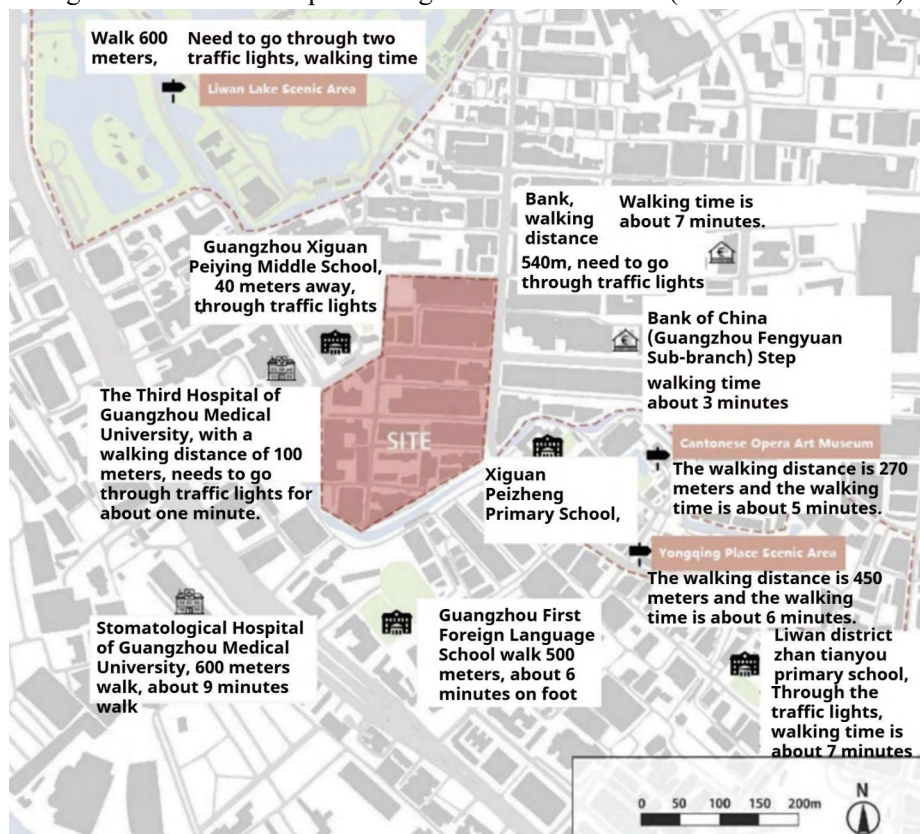 Walk 600 meters,
Need to go through two traffic lights, walking time
Liwan Lake Scenic Area
Bank, walking distance
540m, need to go through traffic lights
Walking time is about 7 minutes.
Guangzhou Xiguan
Peiying Middle School,
40 meters away,
through traffic lights
Bank of China
(Guangzhou Fengyuan
Sub-branch) Step
walking time
about 3 minutes
The Third Hospital of
Guangzhou Medical
University, with a
walking distance of 100
meters, needs to go
through traffic lights for
about one minute.
SITE
Cantonese Opera Art Museum
The walking distance is 270
meters and the walking
time is about 5 minutes.
Xiguan
Peizheng
Primary School,
Yongqing Place Scenic Area
The walking distance is 450
meters and the walking
time is about 6 minutes.
Stomatological Hospital
of Guangzhou Medical
University, 600 meters
walk, about 9 minutes
walk
Guangzhou First
Foreign Language
School walk 500
meters, about 6
minutes on foot
Liwan district
zhan tianyou
primary school,
Through the
traffic lights,
walking time is
about 7 minutes
N
0 50 100 150 200m